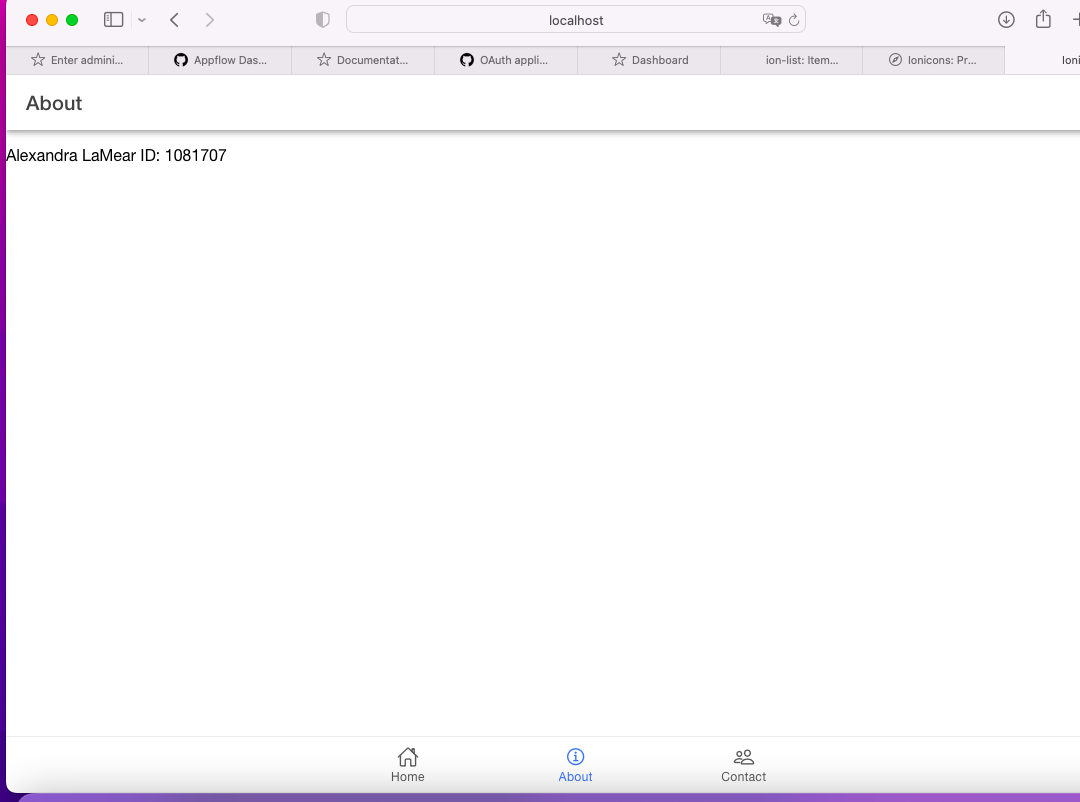 localhost
Enter admini... Appflow Das... Documentat... OAuth appli... Dashboard ion-list: Item... Ionicons: Pr... Ioni
About
Alexandra LaMear ID: 1081707
Home About Contact